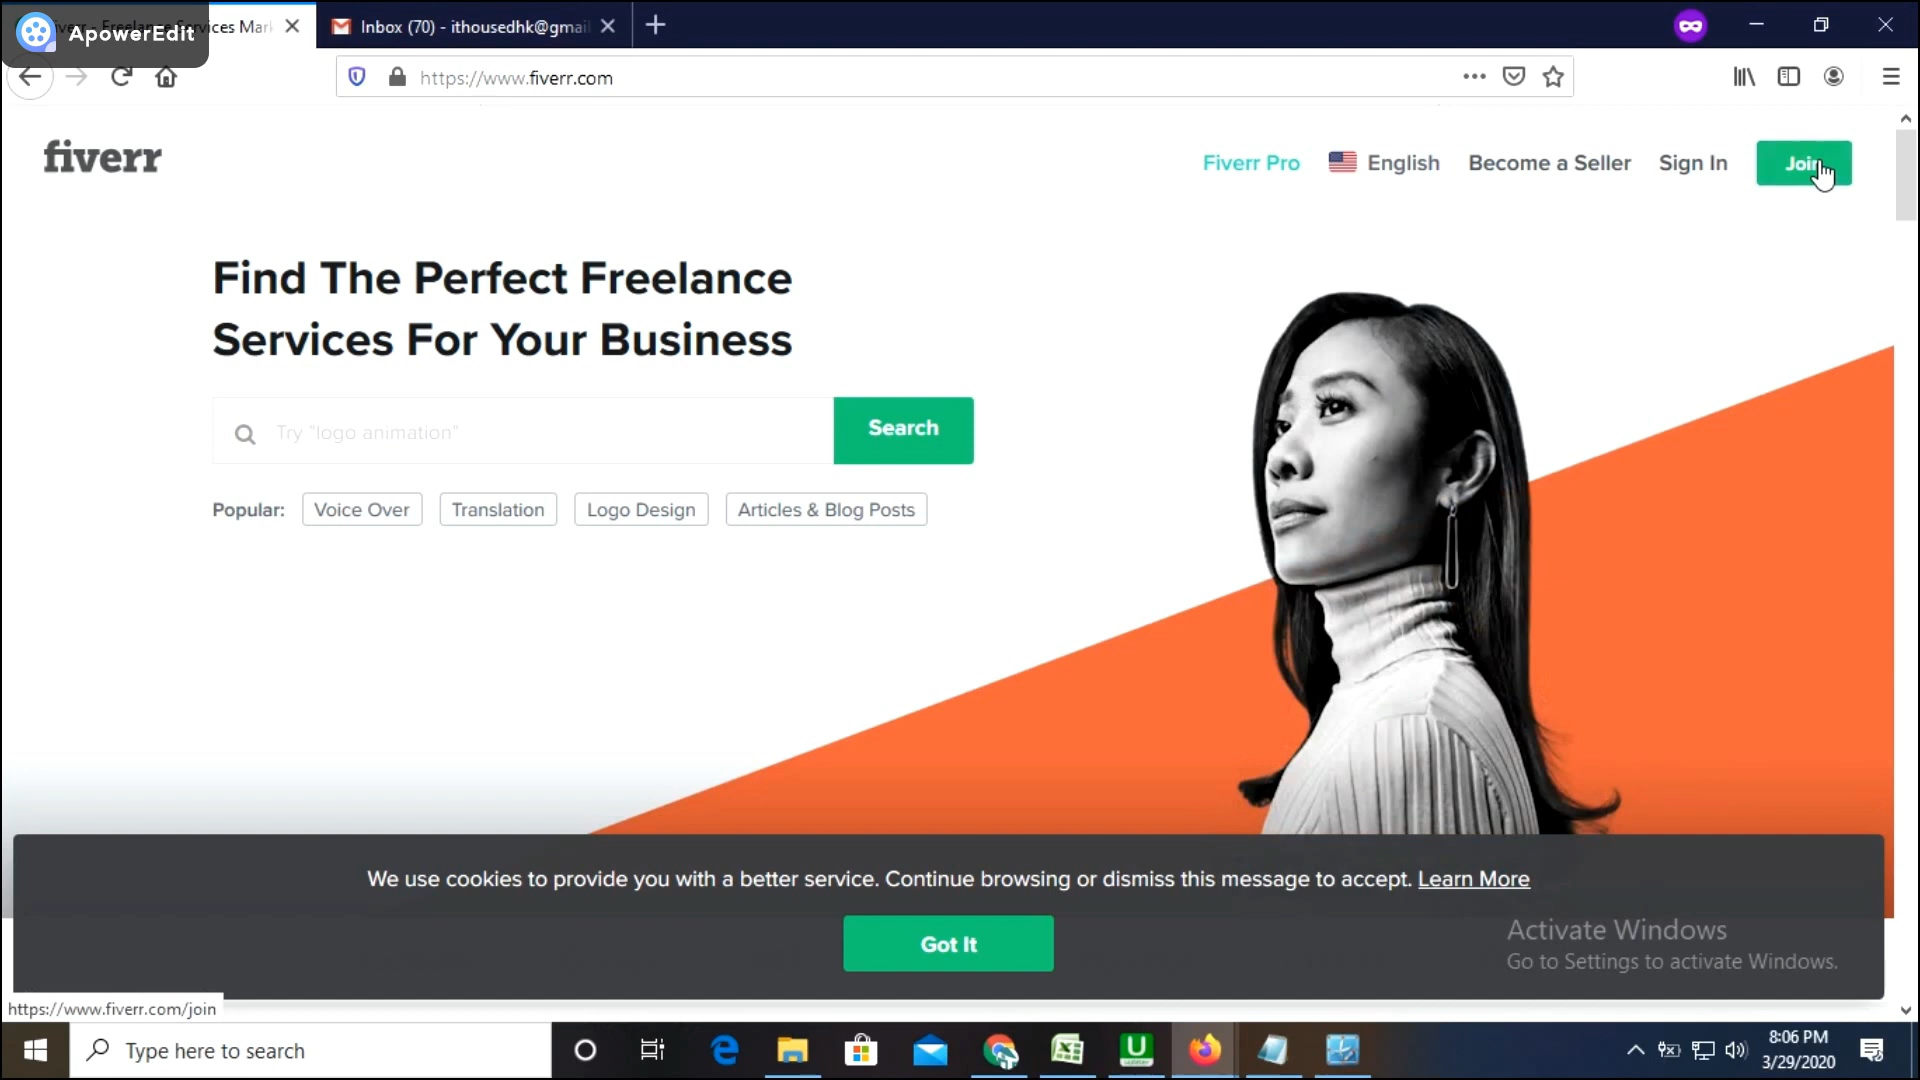 ApowerEdit
ices Mark
Inbox (70) - ithousedhk@gmail
https://www.fiverr.com
fiverr
Fiverr Pro
English
Become a Seller
Sign In
Join
Find The Perfect Freelance
Services For Your Business
Try "logo animation"
Search
Popular:
Voice Over
Translation
Logo Design
Articles & Blog Posts
We use cookies to provide you with a better service. Continue browsing or dismiss this message to accept. Learn More
Got It
Activate Windows
Go to Settings to activate Windows.
https://www.fiverr.com/join
Type here to search
8:06 PM
3/29/2020